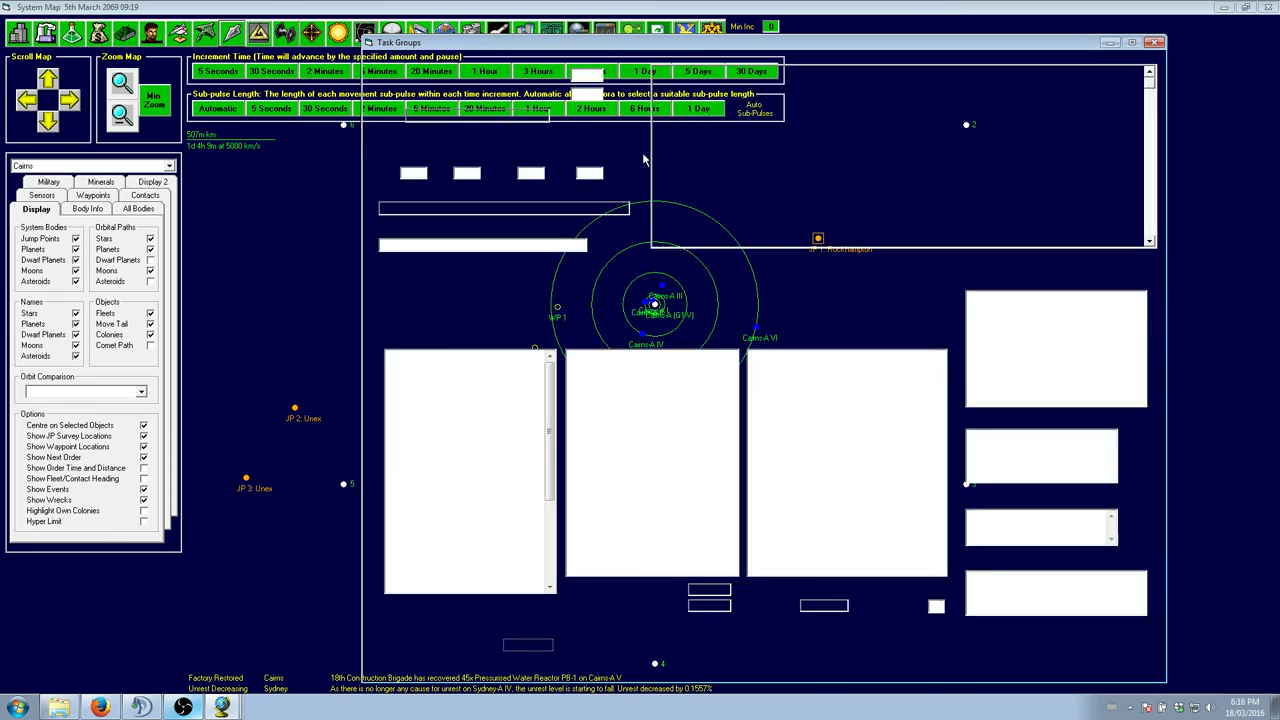 System Map   5th March 2069 09:19
Min Inc 0
Task Groups
Scroll Map
Zoom Map
Min Zoom
Increment Time (Time will advance by the specified amount and pause)
5 Seconds 30 Seconds 2 Minutes Minutes 20 Minutes 1 Hour 3 Hours 1 Day 5 Days 30 Days
Sub-pulse Length: The length of each movement sub-pulse within each time increment. Automatic to select a suitable sub-pulse length
Automatic 5 Seconds 30 Seconds 2 Minutes 5 Minutes 20 Minutes 1 Hour 2 Hours 6 Hours 1 Day
Auto Sub-Pulses
507m km
1d 4h 9m at 5000 km/s
6
2
Cairns
Military Minerals Display 2
Sensors Waypoints Contacts
Display Body Info All Bodies
System Bodies
Jump Points
Planets
Dwarf Planets
Moons
Asteroids
Orbital Paths
Stars
Planets
Dwarf Planets
Moons
Asteroids
Names
Stars
Planets
Dwarf Planets
Moons
Asteroids
Objects
Fleets
Move Tail
Colonies
Comet Path
Orbit Comparison
Options
Centre on Selected Objects
Show JP Survey Locations
Show Waypoint Locations
Show Next Order
Show Order Time and Distance
Show Fleet/Contact Heading
Show Events
Show Wrecks
Highlight Own Colonies
Hyper Limit
JP 1: Rockhampton
Cairns-A III
Cairns-A (G1-V)
WP 1
Cairns-A VI
Cairns-A IV
JP 2: Unex
JP 3: Unex
5
4
Factory Restored Cairns 18th Construction Brigade has recovered 45x Pressurised Water Reactor PB-1 on Cairns-A V
Unrest Decreasing Sydney As there is no longer any cause for unrest on Sydney-A IV, the unrest level is starting to fall. Unrest decreased by 0.1557%
6:16 PM
18/03/2016